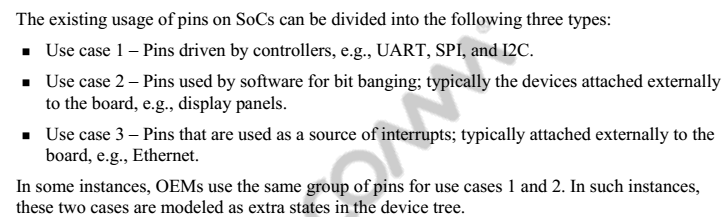 The existing usage of pins on SoCs can be divided into the following three types:
▪ Use case 1 – Pins driven by controllers, e.g., UART, SPI, and I2C.
▪ Use case 2 – Pins used by software for bit banging; typically the devices attached externally
to the board, e.g., display panels.
▪ Use case 3 – Pins that are used as a source of interrupts; typically attached externally to the
board, e.g., Ethernet.
In some instances, OEMs use the same group of pins for use cases 1 and 2. In such instances,
these two cases are modeled as extra states in the device tree.